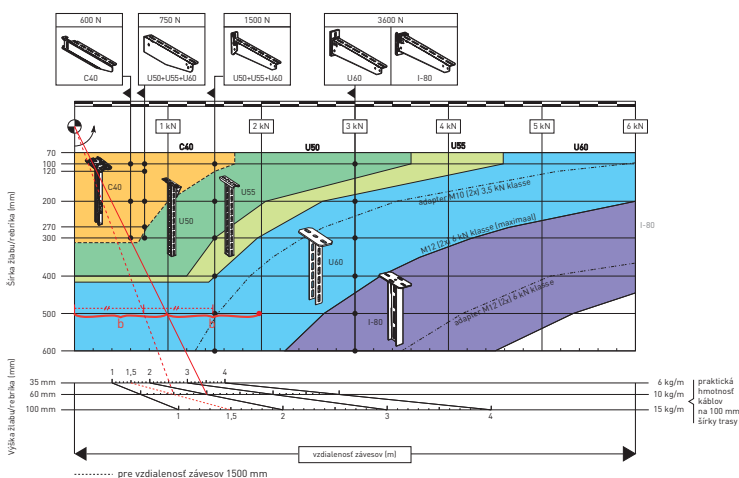 600 N
750 N
1500 N
3600 N
C40
U50+U55+U60
U50+U55+U60
U60
I-80
1 kN
2 kN
3 kN
4 kN
5 kN
6 kN
C40
U50
U55
U60
70
100
120
200
270
300
400
500
600
Šírka žľabu/rebríka (mm)
C40
U50
U55
U60
I-80
I-80
adapter M10 (2x) 3,5 kN klasse
M12 (2x) 6 kN klasse (maximaal)
adapter M12 (2x) 6 kN klasse
b
b
1
1,5
2
3
4
35 mm
60 mm
100 mm
6 kg/m
10 kg/m
15 kg/m
praktická
hmotnosť
káblov
na 100 mm
šírky trasy
1
1,5
2
3
4
Výška žľabu/rebríka (mm)
vzdialenosť závesov (m)
pre vzdialenosť závesov 1500 mm